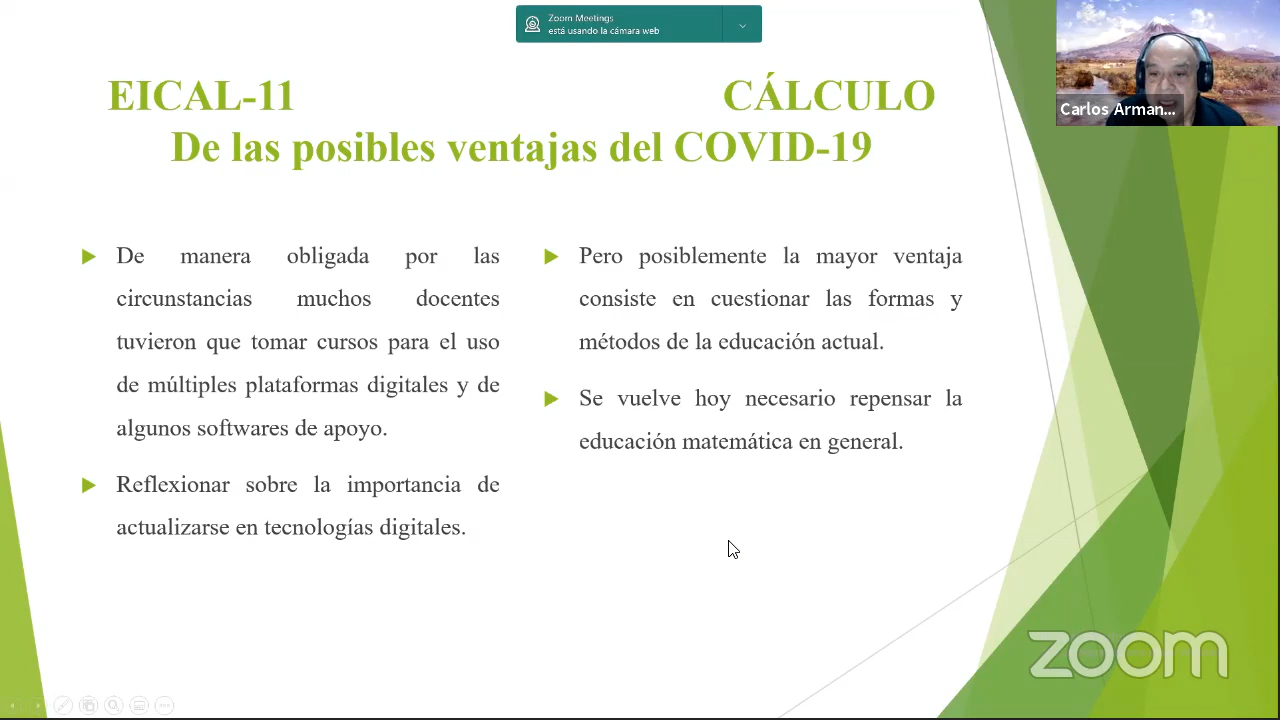 Zoom Meetings
está usando la cámara web
EICAL-11 CÁLCULO
De las posibles ventajas del COVID-19
De manera obligada por las
circunstancias muchos docentes
tuvieron que tomar cursos para el uso
de múltiples plataformas digitales y de
algunos softwares de apoyo.
Reflexionar sobre la importancia de
actualizarse en tecnologías digitales.
Pero posiblemente la mayor ventaja
consiste en cuestionar las formas y
métodos de la educación actual.
Se vuelve hoy necesario repensar la
educación matemática en general.
Carlos Arman...
zoom